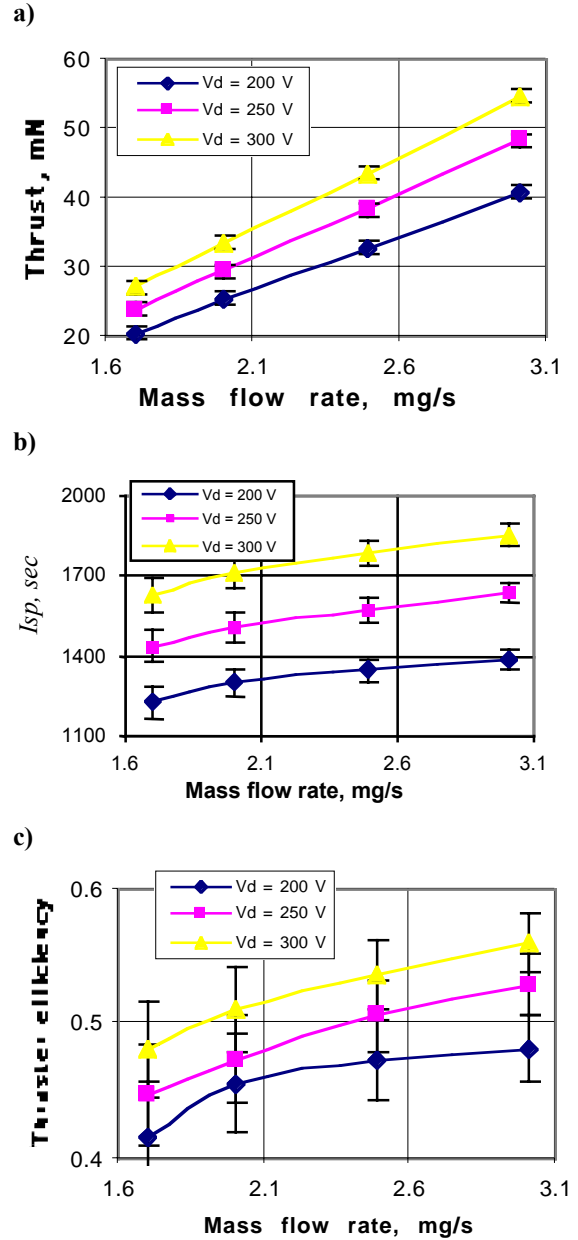 a)
60
50
40
30
20
Thrust, mN
Vd = 200 V
Vd = 250 V
Vd = 300 V
1.6 2.1 2.6 3.1
Mass flow rate, mg/s
b)
2000
1700
1400
1100
Isp, sec
Vd = 200 V
Vd = 250 V
Vd = 300 V
1.6 2.1 2.6 3.1
Mass flow rate, mg/s
c)
0.6
0.5
0.4
Thruster efficiency
Vd = 200 V
Vd = 250 V
Vd = 300 V
1.6 2.1 2.6 3.1
Mass flow rate, mg/s